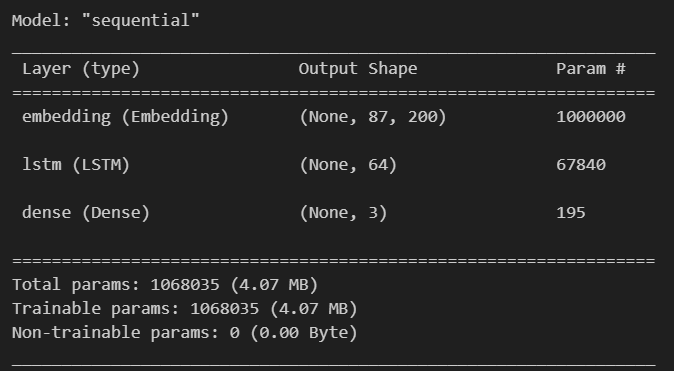 Model: "sequential"
_________________________________________________________________
Layer (type) Output Shape Param #
=================================================================
embedding (Embedding) (None, 87, 200) 1000000
lstm (LSTM) (None, 64) 67840
dense (Dense) (None, 3) 195
=================================================================
Total params: 1068035 (4.07 MB)
Trainable params: 1068035 (4.07 MB)
Non-trainable params: 0 (0.00 Byte)
_________________________________________________________________